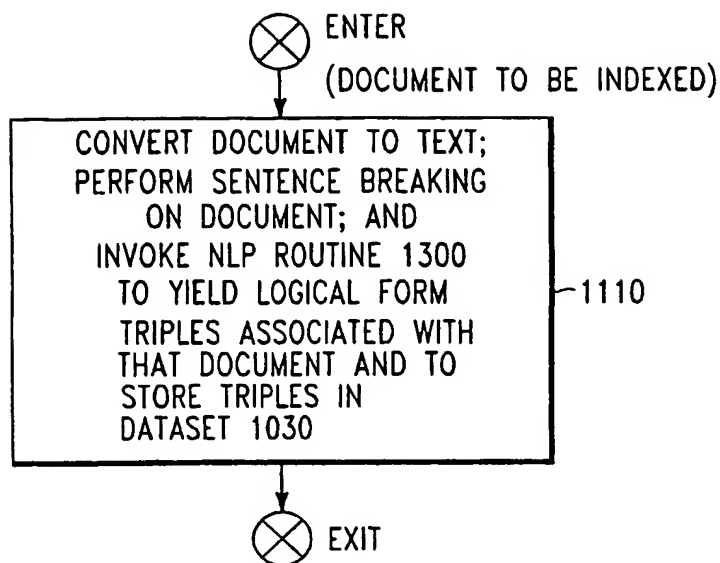 ENTER
(DOCUMENT TO BE INDEXED)
CONVERT DOCUMENT TO TEXT;
PERFORM SENTENCE BREAKING
ON DOCUMENT; AND
INVOKE NLP ROUTINE 1300
TO YIELD LOGICAL FORM
TRIPLES ASSOCIATED WITH
THAT DOCUMENT AND TO
STORE TRIPLES IN
DATASET 1030
1110
EXIT